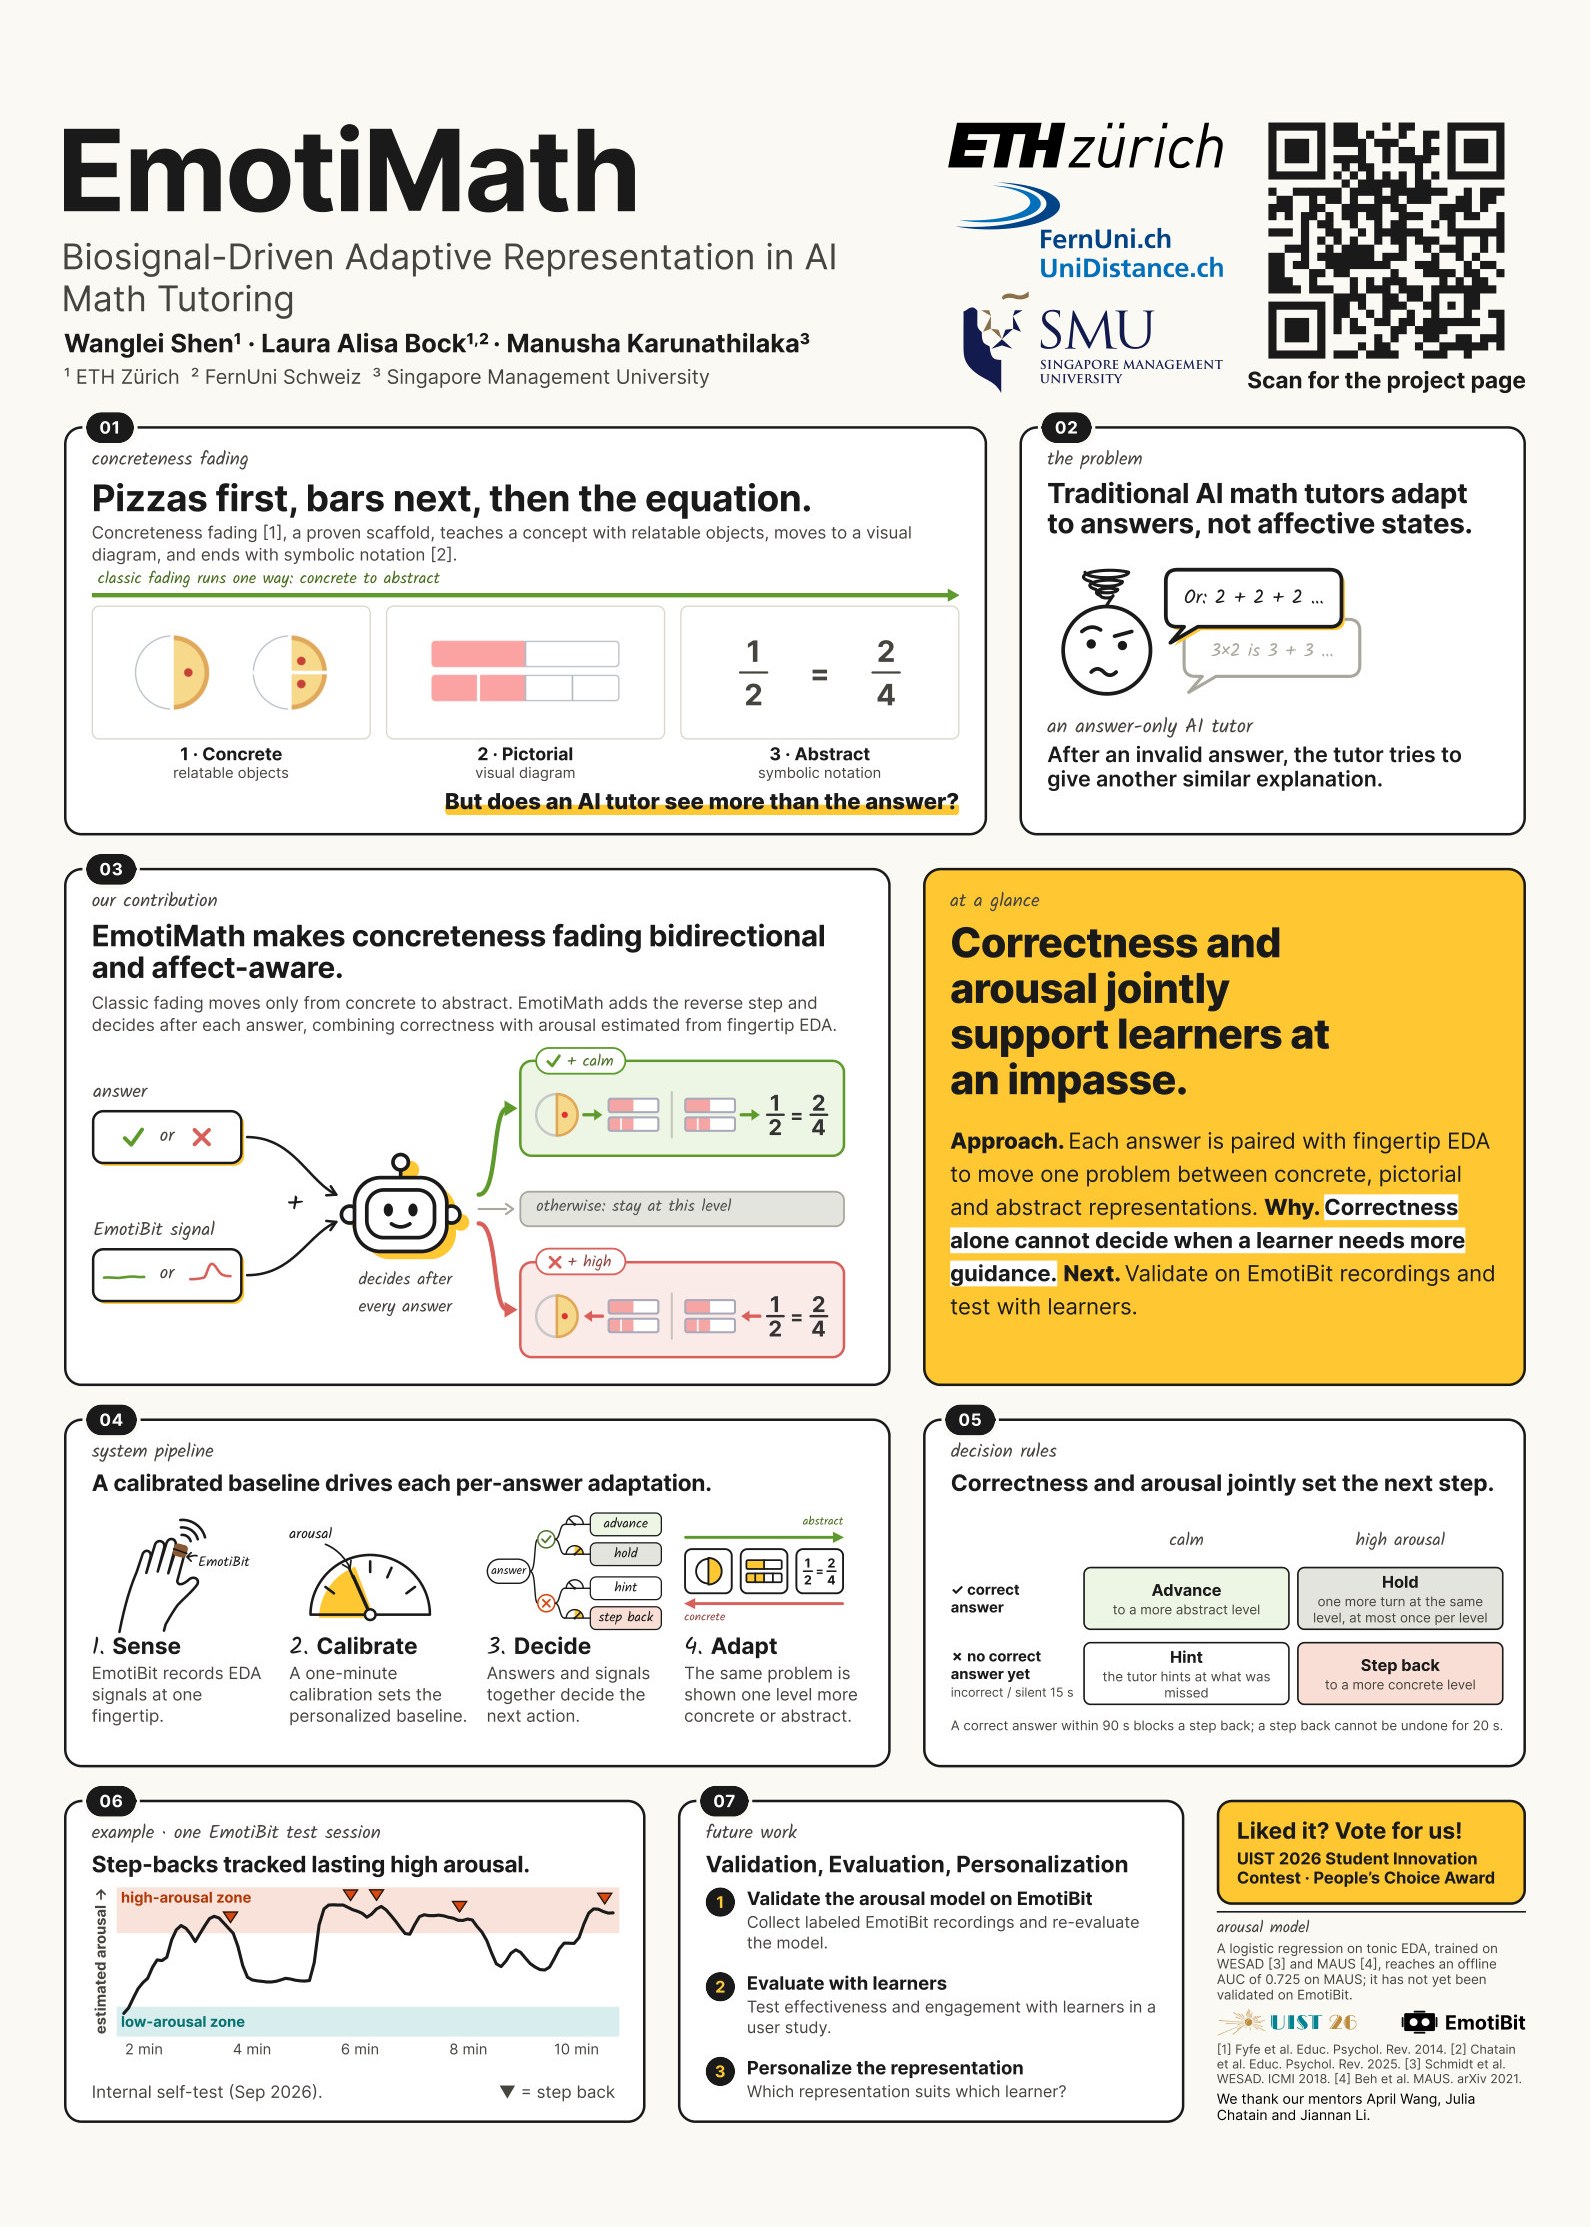 EmotiMath
Biosignal-Driven Adaptive Representation in AI
Math Tutoring
Wanglei Shen¹ · Laura Alisa Bock¹,² · Manusha Karunathilaka³
¹ ETH Zürich ² FernUni Schweiz ³ Singapore Management University
ETH zürich
FernUni.ch
UniDistance.ch
SMU
SINGAPORE MANAGEMENT
UNIVERSITY
Scan for the project page
01
concreteness fading
Pizzas first, bars next, then the equation.
Concreteness fading [1], a proven scaffold, teaches a concept with relatable objects, moves to a visual
diagram, and ends with symbolic notation [2].
classic fading runs one way: concrete to abstract
1/2 = 2/4
1 · Concrete
relatable objects
2 · Pictorial
visual diagram
3 · Abstract
symbolic notation
But does an AI tutor see more than the answer?
02
the problem
Traditional AI math tutors adapt
to answers, not affective states.
Or: 2 + 2 + 2 ...
3×2 is 3 + 3 ...
an answer-only AI tutor
After an invalid answer, the tutor tries to
give another similar explanation.
03
our contribution
EmotiMath makes concreteness fading bidirectional
and affect-aware.
Classic fading moves only from concrete to abstract. EmotiMath adds the reverse step and
decides after each answer, combining correctness with arousal estimated from fingertip EDA.
answer
✓ or ✗
+
EmotiBit signal
or
decides after
every answer
✓ + calm
1/2 = 2/4
otherwise: stay at this level
✗ + high
1/2 = 2/4
at a glance
Correctness and
arousal jointly
support learners at
an impasse.
Approach. Each answer is paired with fingertip EDA
to move one problem between concrete, pictorial
and abstract representations. Why. Correctness
alone cannot decide when a learner needs more
guidance. Next. Validate on EmotiBit recordings and
test with learners.
04
system pipeline
A calibrated baseline drives each per-answer adaptation.
EmotiBit
1. Sense
EmotiBit records EDA
signals at one
fingertip.
arousal
2. Calibrate
A one-minute
calibration sets the
personalized baseline.
answer
advance
hold
hint
step back
3. Decide
Answers and signals
together decide the
next action.
abstract
1/2 = 2/4
concrete
4. Adapt
The same problem is
shown one level more
concrete or abstract.
05
decision rules
Correctness and arousal jointly set the next step.
calm
high arousal
✓ correct
answer
Advance
to a more abstract level
Hold
one more turn at the same
level, at most once per level
✗ no correct
answer yet
incorrect / silent 15 s
Hint
the tutor hints at what was
missed
Step back
to a more concrete level
A correct answer within 90 s blocks a step back; a step back cannot be undone for 20 s.
06
example · one EmotiBit test session
Step-backs tracked lasting high arousal.
estimated arousal →
high-arousal zone
low-arousal zone
2 min 4 min 6 min 8 min 10 min
Internal self-test (Sep 2026).
▼ = step back
07
future work
Validation, Evaluation, Personalization
1 Validate the arousal model on EmotiBit
Collect labeled EmotiBit recordings and re-evaluate
the model.
2 Evaluate with learners
Test effectiveness and engagement with learners in a
user study.
3 Personalize the representation
Which representation suits which learner?
Liked it? Vote for us!
UIST 2026 Student Innovation
Contest · People's Choice Award
arousal model
A logistic regression on tonic EDA, trained on
WESAD [3] and MAUS [4], reaches an offline
AUC of 0.725 on MAUS; it has not yet been
validated on EmotiBit.
UIST 26
EmotiBit
[1] Fyfe et al. Educ. Psychol. Rev. 2014. [2] Chatain
et al. Educ. Psychol. Rev. 2025. [3] Schmidt et al.
WESAD. ICMI 2018. [4] Beh et al. MAUS. arXiv 2021.
We thank our mentors April Wang, Julia
Chatain and Jiannan Li.